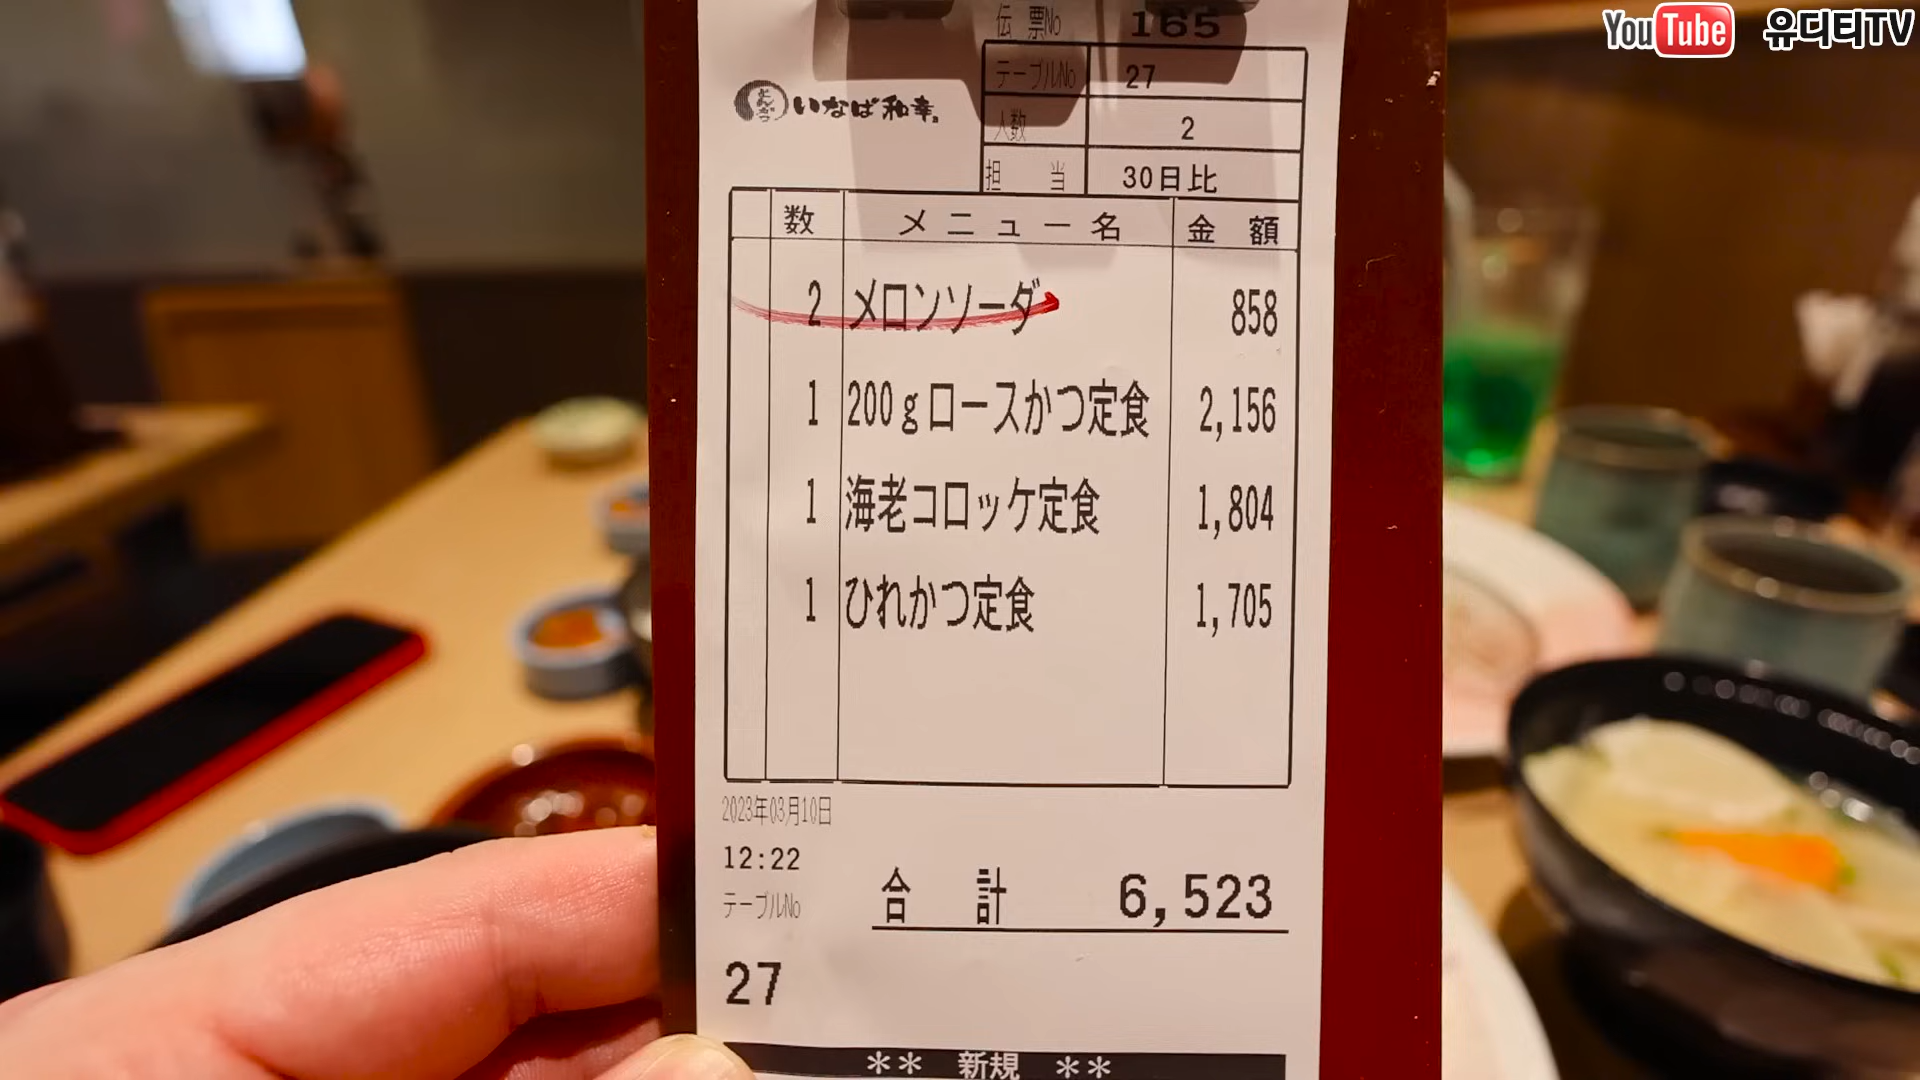 YouTube 유디티TV
伝票No 165
テーブルNo 27
とんかつ いなば和幸
人数 2
担当 30日比
数 メニュー名 金額
2 メロンソーダ 858
1 200gロースかつ定食 2,156
1 海老コロッケ定食 1,804
1 ひれかつ定食 1,705
2023年03月10日
12:22
合計 6,523
テーブルNo
27
** 新規 **